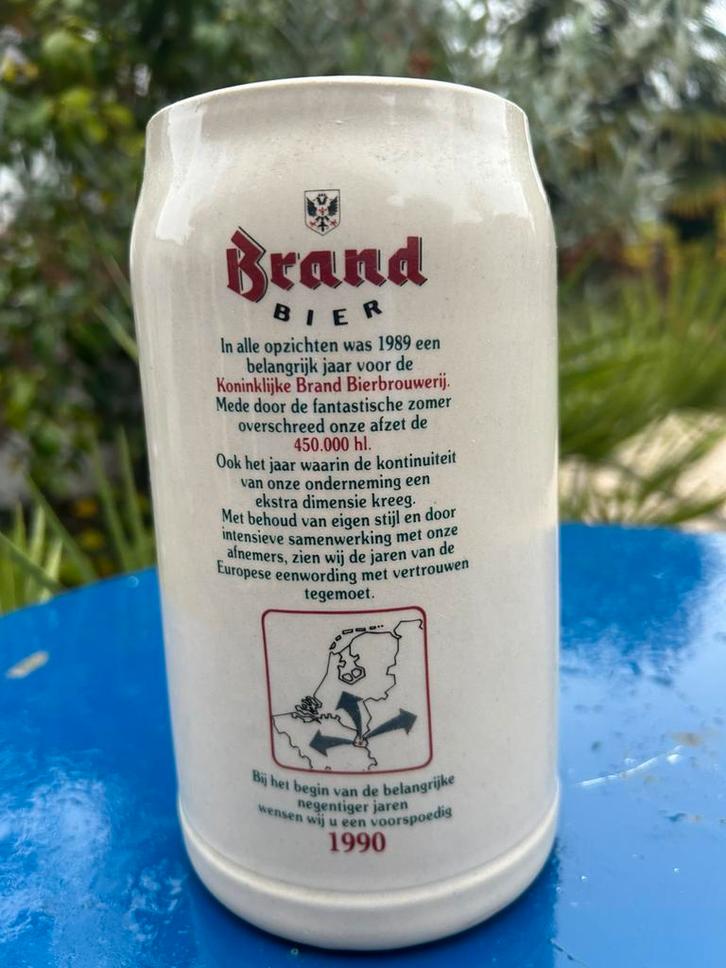 Brand
BIER
In alle opzichten was 1989 een
belangrijk jaar voor de
Koninklijke Brand Bierbrouwerij.
Mede door de fantastische zomer
overschreed onze afzet de
450.000 hl.
Ook het jaar waarin de kontinuiteit
van onze onderneming een
ekstra dimensie kreeg.
Met behoud van eigen stijl en door
intensieve samenwerking met onze
afnemers, zien wij de jaren van de
Europese eenwording met vertrouwen
tegemoet.
Bij het begin van de belangrijke
negentiger jaren
wensen wij u een voorspoedig
1990